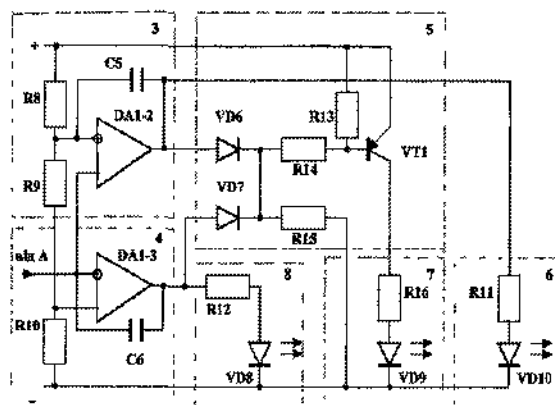 3
5
+
C5
R8
DA1-2
VD6
R13
VT1
R14
R9
VD7
4
DA1-3
R15
8
7
6
R12
R16
R11
R10
C6
VD8
VD9
VD10
-